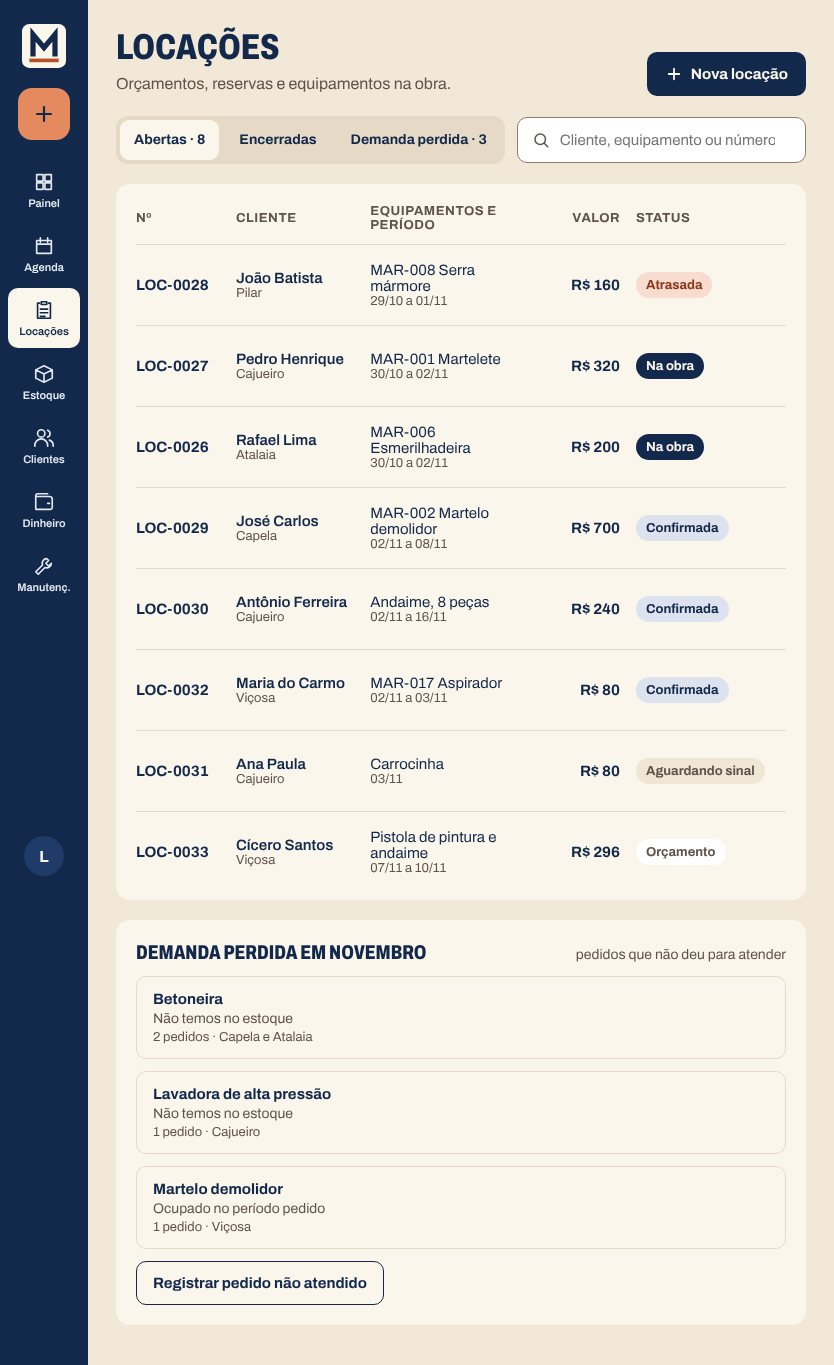 M
LOCAÇÕES
Orçamentos, reservas e equipamentos na obra.
Nova locação
Painel
Agenda
Locações
Estoque
Clientes
Dinheiro
Manutenç.
L
Abertas · 8
Encerradas
Demanda perdida · 3
Cliente, equipamento ou número
Nº
CLIENTE
EQUIPAMENTOS E
PERÍODO
VALOR
STATUS
LOC-0028
João Batista
Pilar
MAR-008 Serra
mármore
29/10 a 01/11
R$ 160
Atrasada
LOC-0027
Pedro Henrique
Cajueiro
MAR-001 Martelete
30/10 a 02/11
R$ 320
Na obra
LOC-0026
Rafael Lima
Atalaia
MAR-006
Esmerilhadeira
30/10 a 02/11
R$ 200
Na obra
LOC-0029
José Carlos
Capela
MAR-002 Martelo
demolidor
02/11 a 08/11
R$ 700
Confirmada
LOC-0030
Antônio Ferreira
Cajueiro
Andaime, 8 peças
02/11 a 16/11
R$ 240
Confirmada
LOC-0032
Maria do Carmo
Viçosa
MAR-017 Aspirador
02/11 a 03/11
R$ 80
Confirmada
LOC-0031
Ana Paula
Cajueiro
Carrocinha
03/11
R$ 80
Aguardando sinal
LOC-0033
Cícero Santos
Viçosa
Pistola de pintura e
andaime
07/11 a 10/11
R$ 296
Orçamento
DEMANDA PERDIDA EM NOVEMBRO
pedidos que não deu para atender
Betoneira
Não temos no estoque
2 pedidos · Capela e Atalaia
Lavadora de alta pressão
Não temos no estoque
1 pedido · Cajueiro
Martelo demolidor
Ocupado no período pedido
1 pedido · Viçosa
Registrar pedido não atendido